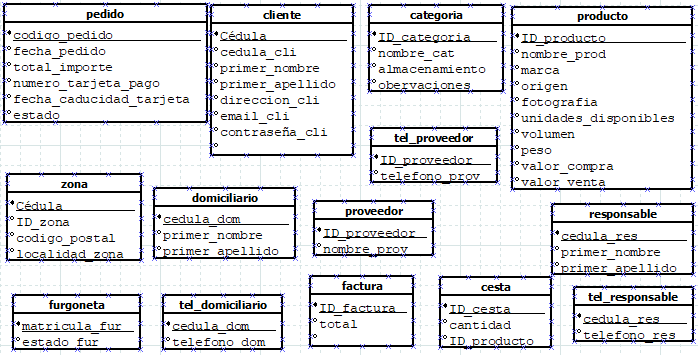 pedido
codigo_pedido
fecha_pedido
total_importe
numero_tarjeta_pago
fecha_caducidad_tarjeta
estado
cliente
Cédula
cedula_cli
primer_nombre
primer_apellido
direccion_cli
email_cli
contraseña_cli
categoria
ID_categoria
nombre_cat
almacenamiento
obervaciones
producto
ID_producto
nombre_prod
marca
origen
fotografia
unidades_disponibles
volumen
peso
valor_compra
valor_venta
tel_proveedor
ID_proveedor
telefono_prov
zona
Cédula
ID_zona
codigo_postal
localidad_zona
domiciliario
cedula_dom
primer_nombre
primer_apellido
proveedor
ID_proveedor
nombre_prov
responsable
cedula_res
primer_nombre
primer_apellido
furgoneta
matricula_fur
estado_fur
tel_domiciliario
cedula_dom
telefono_dom
factura
ID_factura
total
cesta
ID_cesta
cantidad
ID_producto
tel_responsable
cedula_res
telefono_res